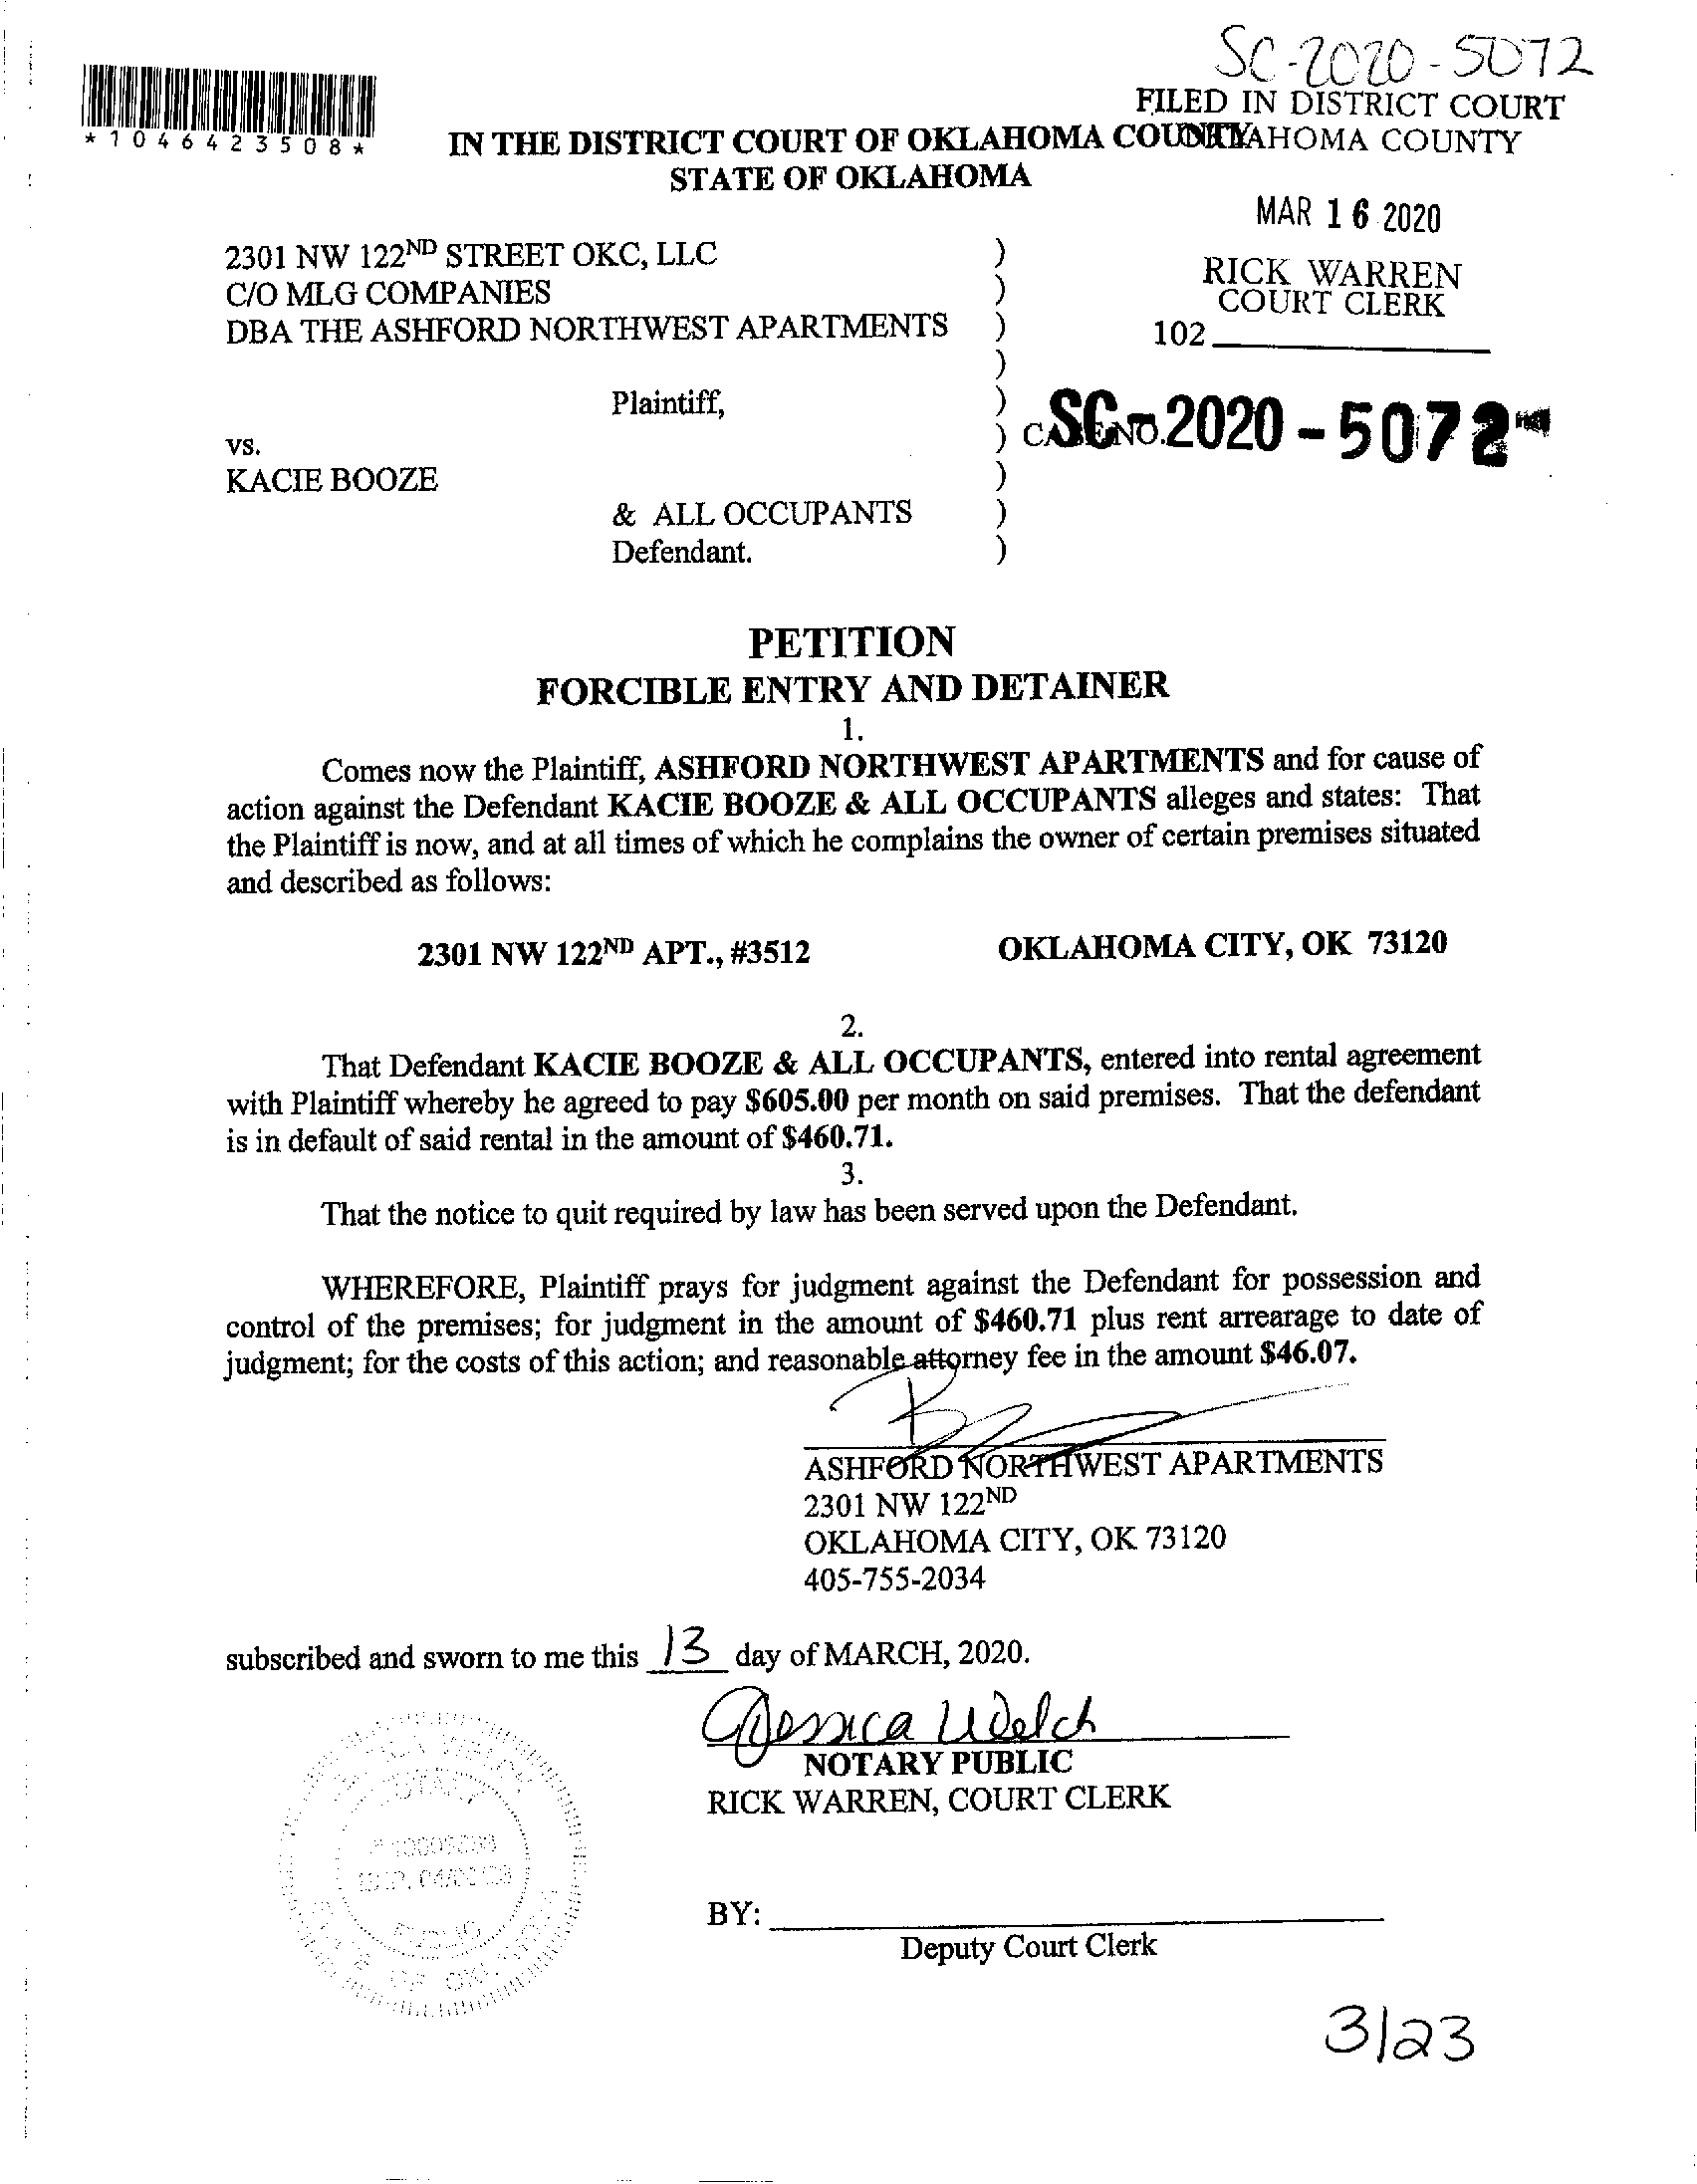 SC-2020-5072
*1046423508*
FILED IN DISTRICT COURT
OKLAHOMA COUNTY
IN THE DISTRICT COURT OF OKLAHOMA COUNTY
STATE OF OKLAHOMA
MAR 16 2020
RICK WARREN
COURT CLERK
102
2301 NW 122ND STREET OKC, LLC )
C/O MLG COMPANIES )
DBA THE ASHFORD NORTHWEST APARTMENTS )
)
Plaintiff, )
vs. ) CASE NO. SC-2020-5072
KACIE BOOZE )
& ALL OCCUPANTS )
Defendant. )
PETITION
FORCIBLE ENTRY AND DETAINER
1.
Comes now the Plaintiff, ASHFORD NORTHWEST APARTMENTS and for cause of
action against the Defendant KACIE BOOZE & ALL OCCUPANTS alleges and states: That
the Plaintiff is now, and at all times of which he complains the owner of certain premises situated
and described as follows:
2301 NW 122ND APT., #3512 OKLAHOMA CITY, OK 73120
2.
That Defendant KACIE BOOZE & ALL OCCUPANTS, entered into rental agreement
with Plaintiff whereby he agreed to pay $605.00 per month on said premises. That the defendant
is in default of said rental in the amount of $460.71.
3.
That the notice to quit required by law has been served upon the Defendant.
WHEREFORE, Plaintiff prays for judgment against the Defendant for possession and
control of the premises; for judgment in the amount of $460.71 plus rent arrearage to date of
judgment; for the costs of this action; and reasonable attorney fee in the amount $46.07.
ASHFORD NORTHWEST APARTMENTS
2301 NW 122ND
OKLAHOMA CITY, OK 73120
405-755-2034
subscribed and sworn to me this 13 day of MARCH, 2020.
Jessica Welch
NOTARY PUBLIC
RICK WARREN, COURT CLERK
BY:
Deputy Court Clerk
3/23